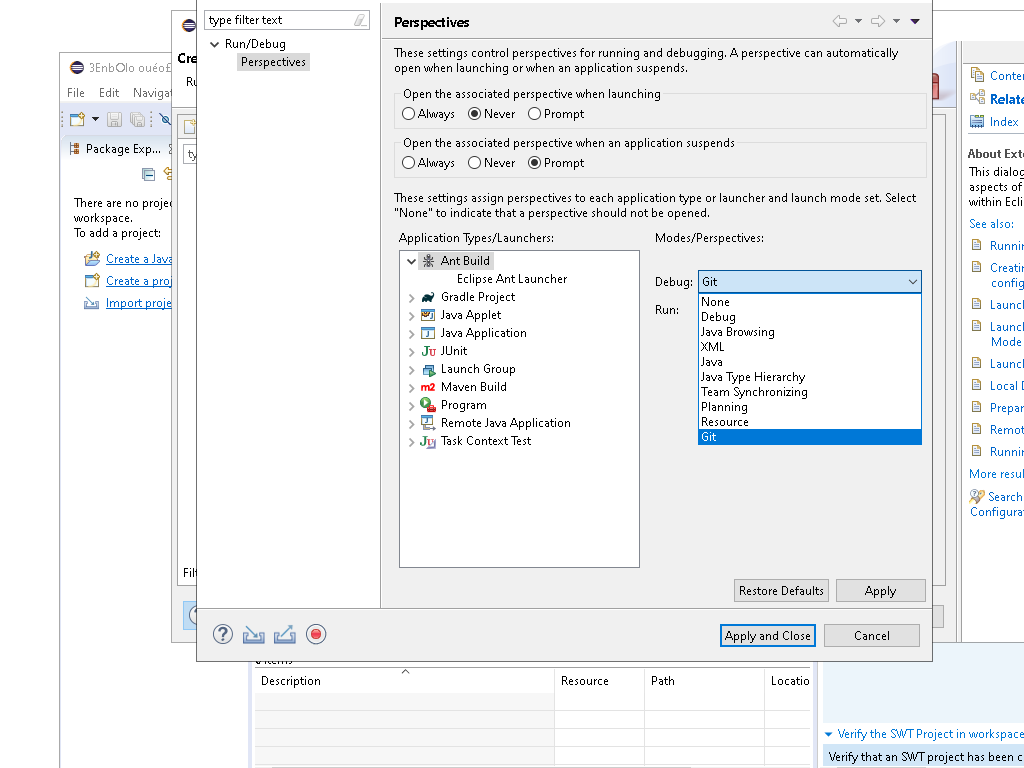 type filter text
Run/Debug
Perspectives
Perspectives
These settings control perspectives for running and debugging. A perspective can automatically
open when launching or when an application suspends.
Open the associated perspective when launching
Always
Never
Prompt
Open the associated perspective when an application suspends
Always
Never
Prompt
These settings assign perspectives to each application type or launcher and launch mode set. Select
"None" to indicate that a perspective should not be opened.
Application Types/Launchers:
Modes/Perspectives:
Ant Build
Eclipse Ant Launcher
Gradle Project
Java Applet
Java Application
JUnit
Launch Group
Maven Build
Program
Remote Java Application
Task Context Test
Debug:
Git
Run:
None
Debug
Java Browsing
XML
Java
Java Type Hierarchy
Team Synchronizing
Planning
Resource
Git
Restore Defaults
Apply
Apply and Close
Cancel
File
Edit
Navigat
Package Exp...
There are no proje
workspace.
To add a project:
Create a Java
Create a proj
Import proje
Cre
Ru
ty
Filt
Conten
Relate
Index
About Exte
This dialog
aspects of
within Ecli
See also:
Runnin
Creatin
config
Launch
Launch
Mode
Launch
Local D
Prepar
Remot
Runnin
More resul
Search
Configurat
Description
Resource
Path
Locatio
Verify the SWT Project in workspace
Verify that an SWT project has been c